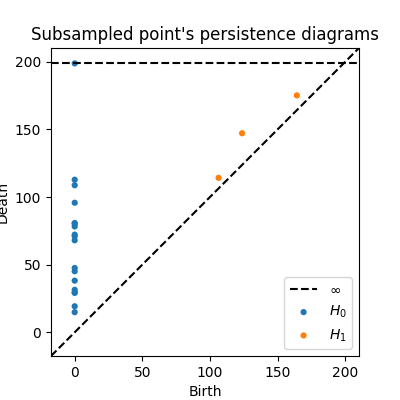 Subsampled point's persistence diagrams
200
150
100
50
0
Death
0 50 100 150 200
Birth
∞
H₀
H₁